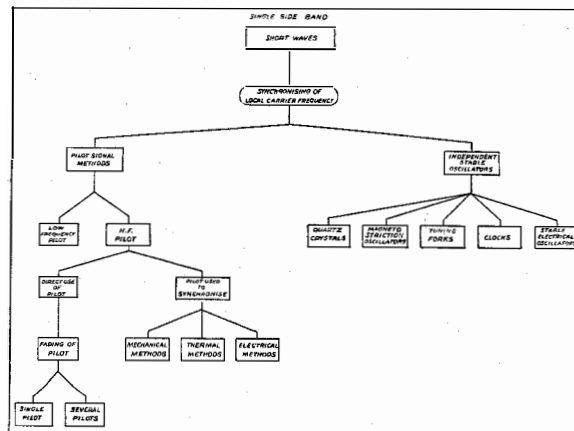 SINGLE SIDE BAND
SHORT WAVES
SYNCHRONISING OF
LOCAL CARRIER FREQUENCY
PILOT SIGNAL
METHODS
INDEPENDENT
STABLE
OSCILLATORS
LOW
FREQUENCY
PILOT
H.F.
PILOT
QUARTZ
CRYSTALS
MAGNETO
STRICTION
OSCILLATORS
TUNING
FORKS
CLOCKS
STABLE
ELECTRICAL
OSCILLATORS
DIRECT USE
OF PILOT
PILOT USED
TO
SYNCHRONISE
FADING OF
PILOT
MECHANICAL
METHODS
THERMAL
METHODS
ELECTRICAL
METHODS
SINGLE
PILOT
SEVERAL
PILOTS